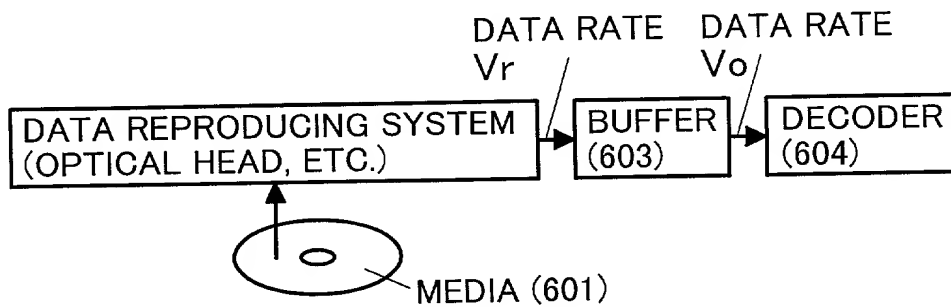 DATA RATE
Vr
DATA RATE
Vo
DATA REPRODUCING SYSTEM
(OPTICAL HEAD, ETC.)
BUFFER
(603)
DECODER
(604)
MEDIA (601)